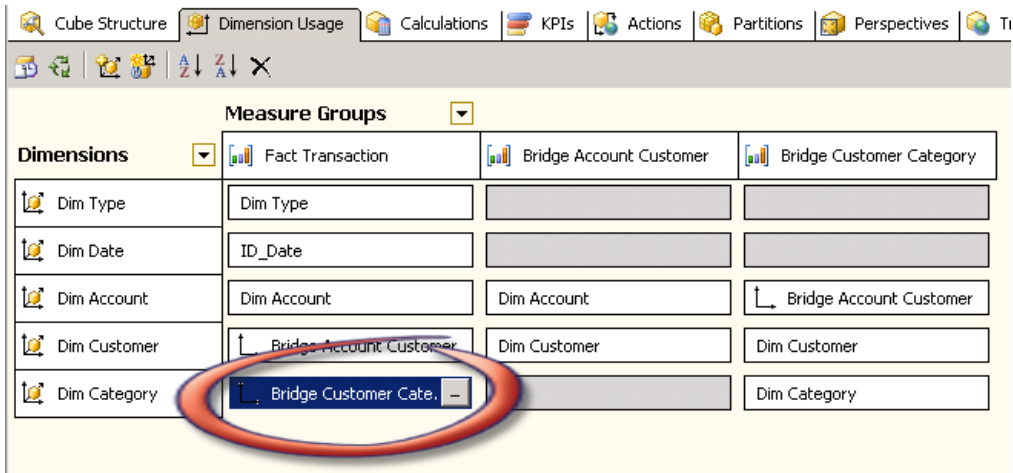 Cube Structure Dimension Usage Calculations KPIs Actions Partitions Perspectives
Measure Groups
Dimensions Fact Transaction Bridge Account Customer Bridge Customer Category
Dim Type Dim Type
Dim Date ID_Date
Dim Account Dim Account Dim Account Bridge Account Customer
Dim Customer Bridge Account Customer Dim Customer Dim Customer
Dim Category Bridge Customer Cate. Dim Category